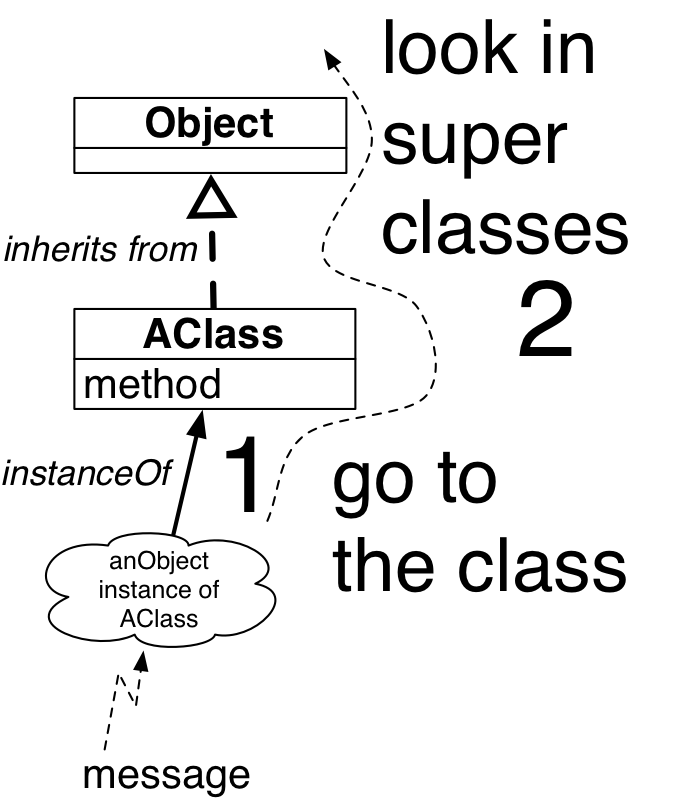 look in
super
classes
2
Object
inherits from
AClass
method
instanceOf
1
go to
the class
anObject
instance of
AClass
message